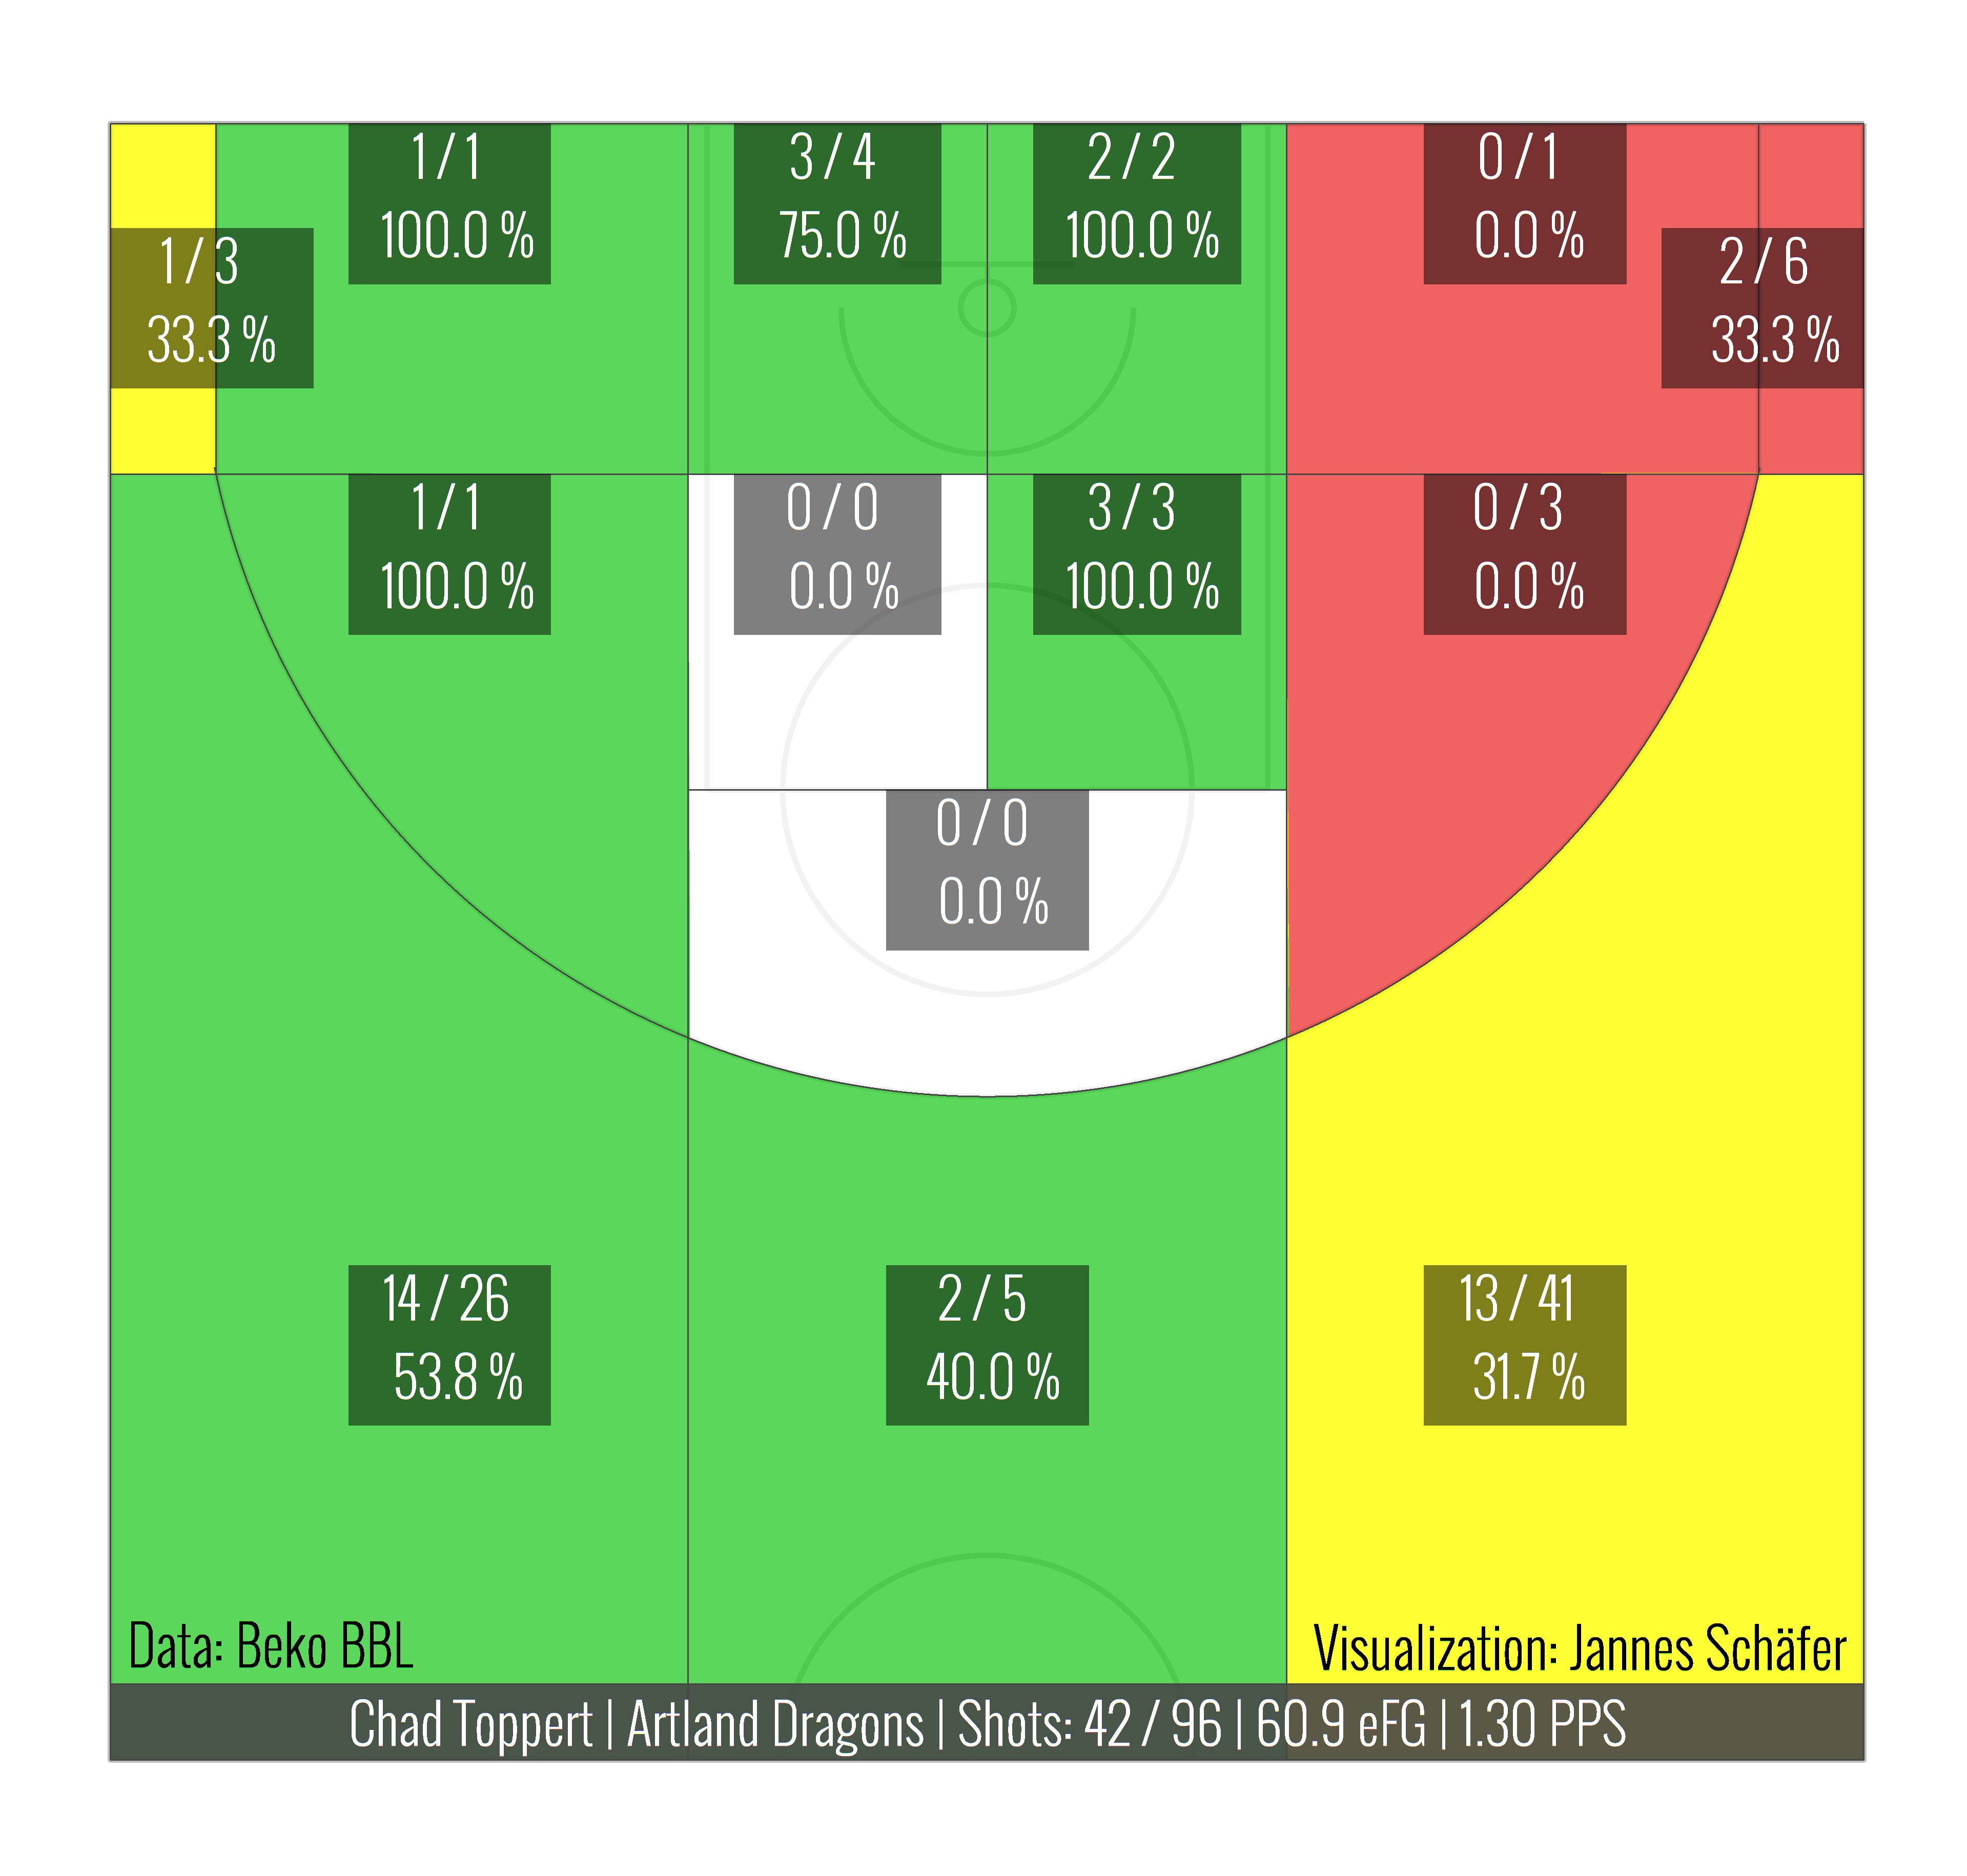 1 / 1
100.0 %
3 / 4
75.0 %
2 / 2
100.0 %
0 / 1
0.0 %
1 / 3
33.3 %
2 / 6
33.3 %
1 / 1
100.0 %
0 / 0
0.0 %
3 / 3
100.0 %
0 / 3
0.0 %
0 / 0
0.0 %
14 / 26
53.8 %
2 / 5
40.0 %
13 / 41
31.7 %
Data: Beko BBL
Visualization: Jannes Schäfer
Chad Toppert | Artland Dragons | Shots: 42 / 96 | 60.9 eFG | 1.30 PPS